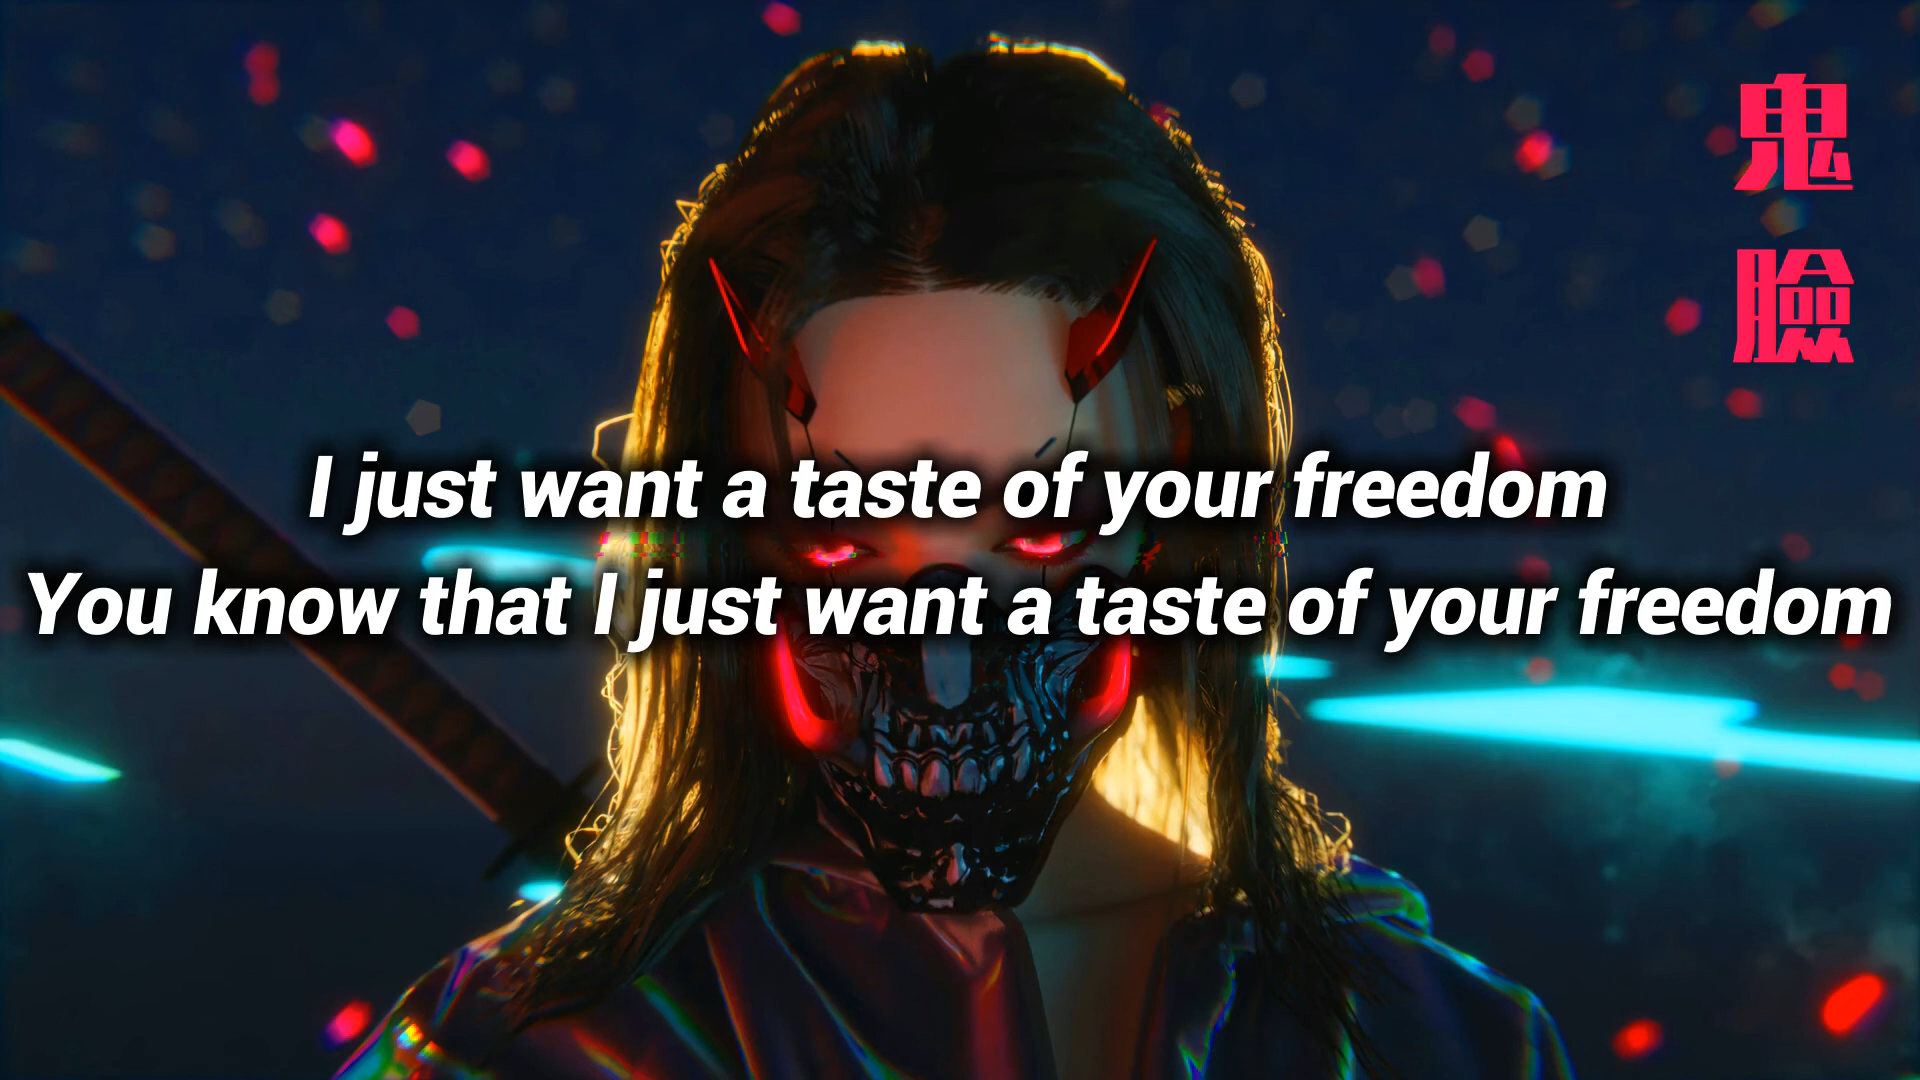 鬼
臉
I just want a taste of your freedom
You know that I just want a taste of your freedom